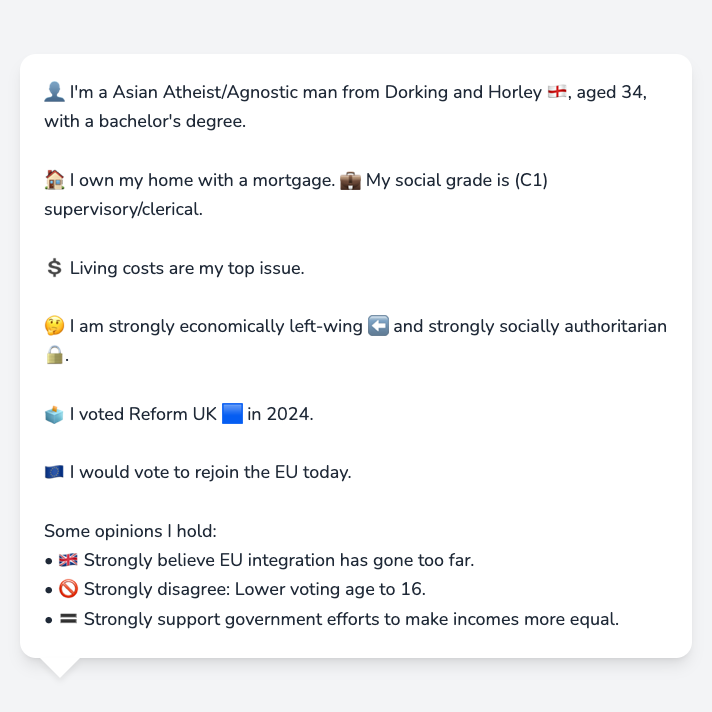 👤 I'm a Asian Atheist/Agnostic man from Dorking and Horley 🏴󠁧󠁢󠁥󠁮󠁧󠁿, aged 34,
with a bachelor's degree.
🏠 I own my home with a mortgage. 💼 My social grade is (C1)
supervisory/clerical.
💲 Living costs are my top issue.
🤔 I am strongly economically left-wing ⬅️ and strongly socially authoritarian
🔒.
🗳️ I voted Reform UK 🟦 in 2024.
🇪🇺 I would vote to rejoin the EU today.
Some opinions I hold:
• 🇬🇧 Strongly believe EU integration has gone too far.
• 🚫 Strongly disagree: Lower voting age to 16.
• 🟰 Strongly support government efforts to make incomes more equal.